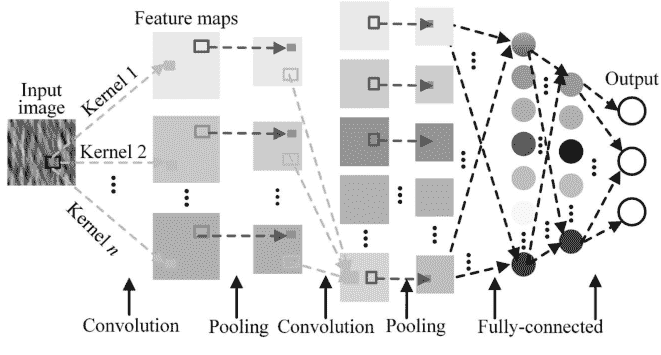 Feature maps
Input
image
Kernel 1
Kernel 2
Kernel n
Output
Convolution
Pooling
Convolution
Pooling
Fully-connected